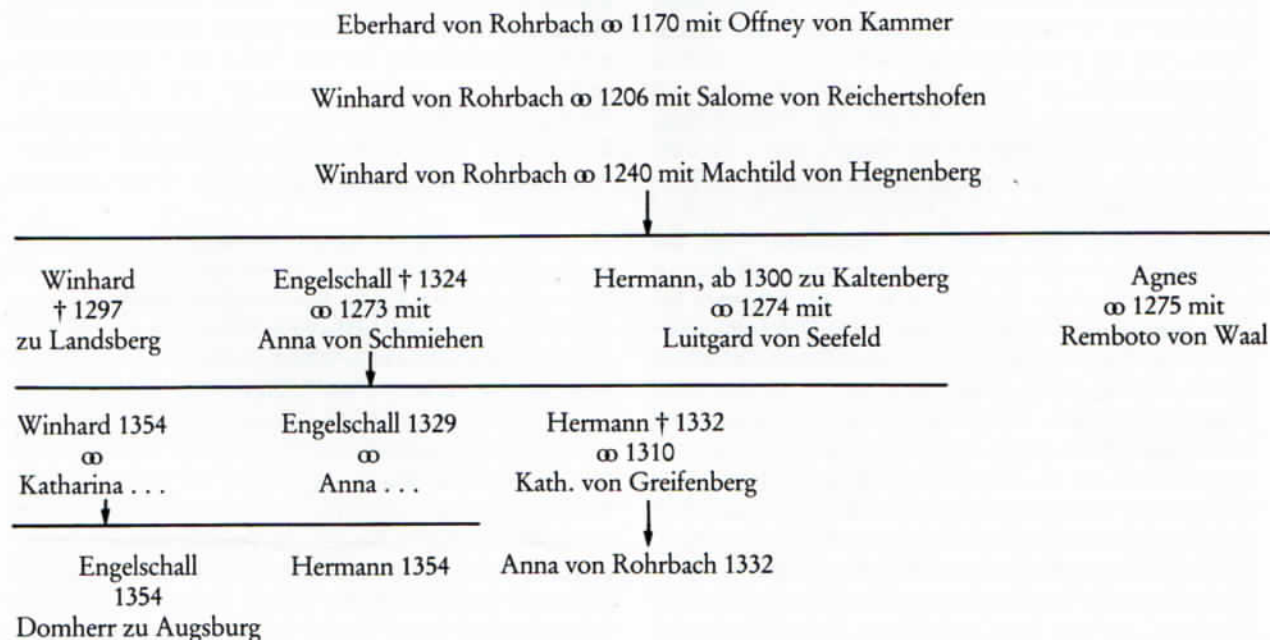 Eberhard von Rohrbach ⚭ 1170 mit Offney von Kammer
Winhard von Rohrbach ⚭ 1206 mit Salome von Reichertshofen
Winhard von Rohrbach ⚭ 1240 mit Machtild von Hegnenberg
Winhard
† 1297
zu Landsberg
Engelschall † 1324
⚭ 1273 mit
Anna von Schmiehen
Hermann, ab 1300 zu Kaltenberg
⚭ 1274 mit
Luitgard von Seefeld
Agnes
⚭ 1275 mit
Remboto von Waal
Winhard 1354
⚭
Katharina . . .
Engelschall 1329
⚭
Anna . . .
Hermann † 1332
⚭ 1310
Kath. von Greifenberg
Engelschall
1354
Domherr zu Augsburg
Hermann 1354
Anna von Rohrbach 1332